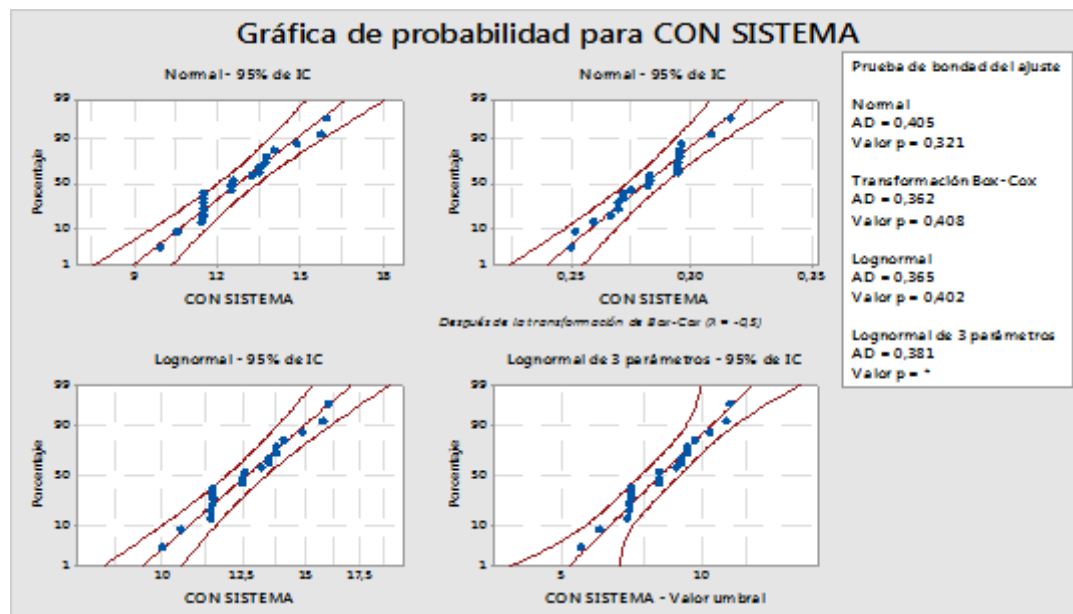 Gráfica de probabilidad para CON SISTEMA
Normal - 95% de IC
99
90
50
10
1
Porcentaje
9
12
15
18
CON SISTEMA
Normal - 95% de IC
99
90
50
10
1
Porcentaje
0,25
0,30
0,35
CON SISTEMA
Después de la transformación de Box-Cox (λ = -0,5)
Lognormal - 95% de IC
99
90
50
10
1
Porcentaje
10
12,5
15
17,5
CON SISTEMA
Lognormal de 3 parámetros - 95% de IC
99
90
50
10
1
Porcentaje
5
10
CON SISTEMA - Valor umbral
Prueba de bondad del ajuste
Normal
AD = 0,405
Valor p = 0,321
Transformación Box-Cox
AD = 0,362
Valor p = 0,408
Lognormal
AD = 0,365
Valor p = 0,402
Lognormal de 3 parámetros
AD = 0,381
Valor p = *